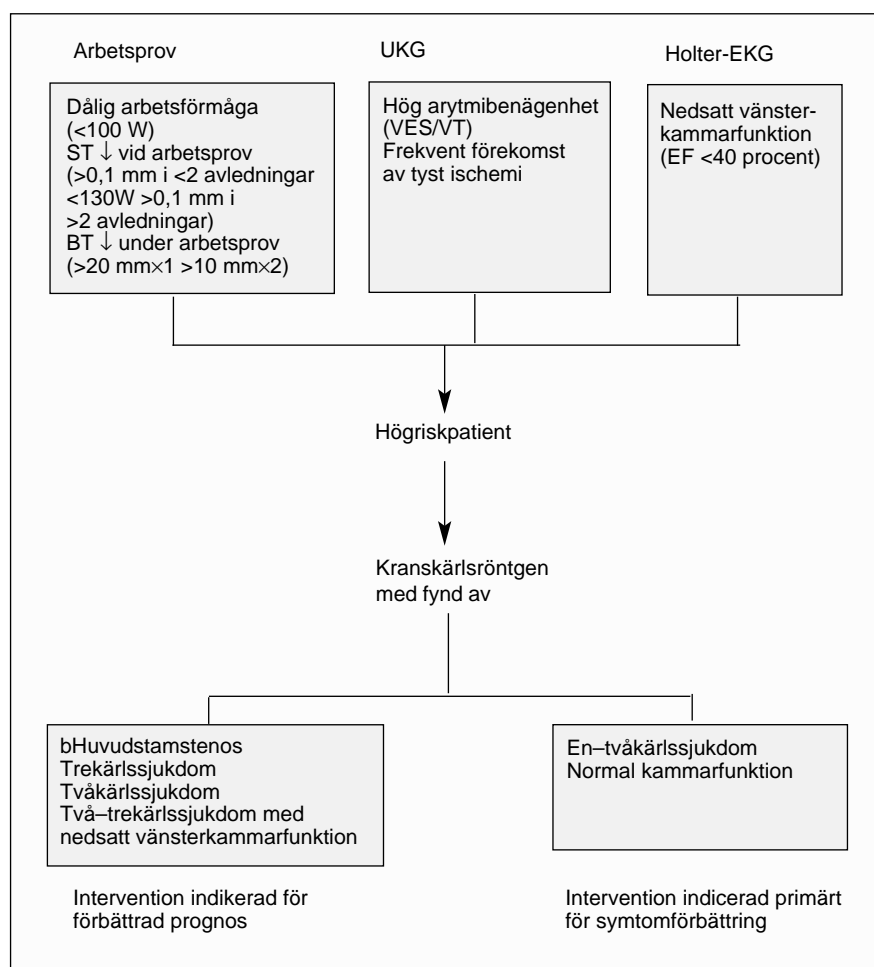 Arbetsprov
Dålig arbetsförmåga
(<100 W)
ST ↓ vid arbetsprov
(>0,1 mm i <2 avledningar
<130W >0,1 mm i
>2 avledningar)
BT ↓ under arbetsprov
(>20 mm×1 >10 mm×2)
UKG
Hög arytmibenägenhet
(VES/VT)
Frekvent förekomst
av tyst ischemi
Holter-EKG
Nedsatt vänster-
kammarfunktion
(EF <40 procent)
Högriskpatient
Kranskärlsröntgen
med fynd av
bHuvudstamstenos
Trekärlssjukdom
Tvåkärlssjukdom
Två–trekärlssjukdom med
nedsatt vänsterkammarfunktion
Intervention indikerad för
förbättrad prognos
En–tvåkärlssjukdom
Normal kammarfunktion
Intervention indicerad primärt
för symtomförbättring